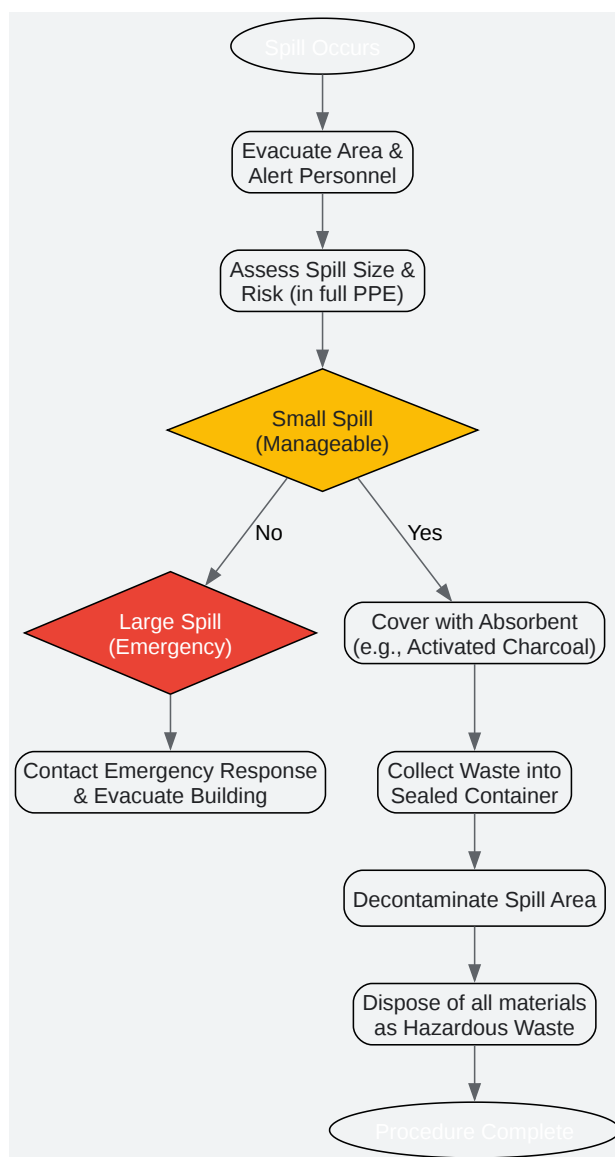 Spill Occurs
Evacuate Area &
Alert Personnel
Assess Spill Size &
Risk (in full PPE)
Small Spill
(Manageable)
No
Yes
Large Spill
(Emergency)
Cover with Absorbent
(e.g., Activated Charcoal)
Contact Emergency Response
& Evacuate Building
Collect Waste into
Sealed Container
Decontaminate Spill Area
Dispose of all materials
as Hazardous Waste
Procedure Complete